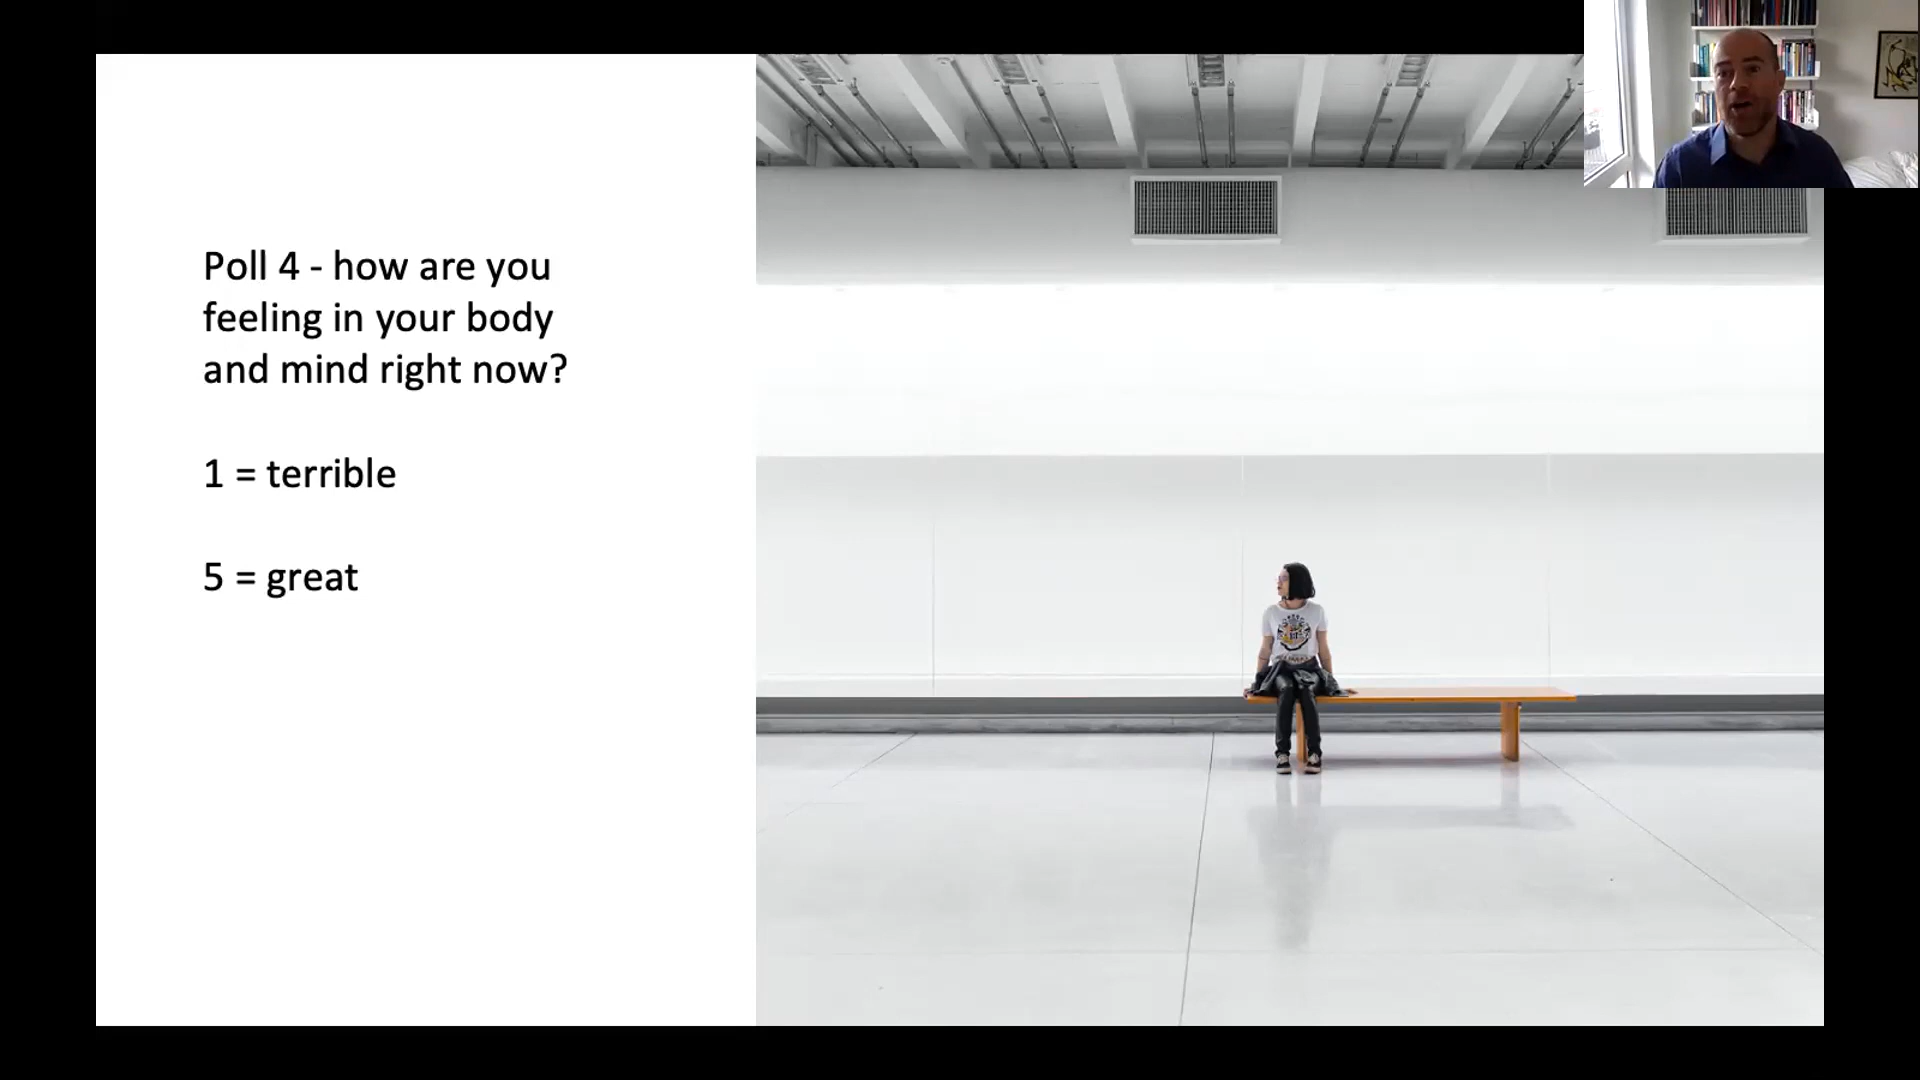 Poll 4 - how are you
feeling in your body
and mind right now?
1 = terrible
5 = great